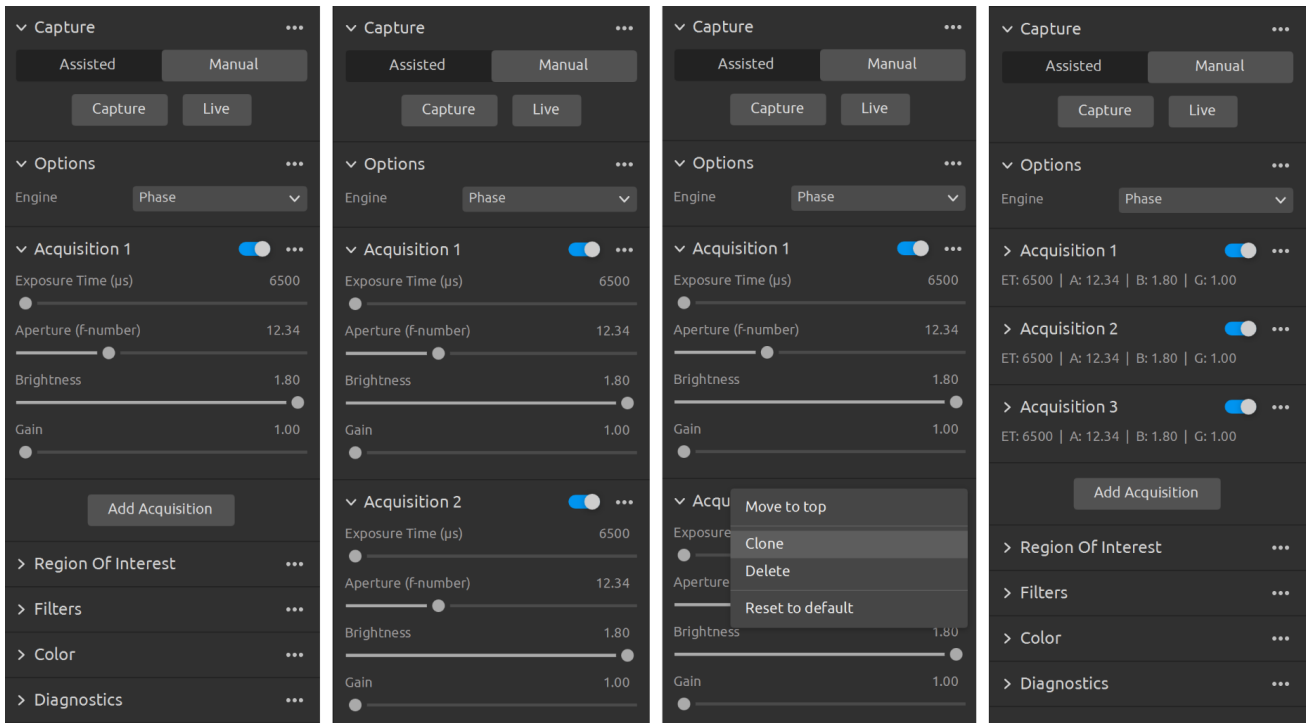 Capture •••
Assisted Manual
Capture Live
Options •••
Engine Phase
Acquisition 1 •••
Exposure Time (μs) 6500
Aperture (f-number) 12.34
Brightness 1.80
Gain 1.00
Add Acquisition
Region Of Interest •••
Filters •••
Color •••
Diagnostics •••
Capture •••
Assisted Manual
Capture Live
Options •••
Engine Phase
Acquisition 1 •••
Exposure Time (μs) 6500
Aperture (f-number) 12.34
Brightness 1.80
Gain 1.00
Acquisition 2 •••
Exposure Time (μs) 6500
Aperture (f-number) 12.34
Brightness 1.80
Gain 1.00
Capture •••
Assisted Manual
Capture Live
Options •••
Engine Phase
Acquisition 1 •••
Exposure Time (μs) 6500
Aperture (f-number) 12.34
Brightness 1.80
Gain 1.00
Acqu
Exposure
Aperture
Move to top
Clone
Delete
Reset to default
Brightness 1.80
Gain 1.00
Capture •••
Assisted Manual
Capture Live
Options •••
Engine Phase
Acquisition 1 •••
ET: 6500 | A: 12.34 | B: 1.80 | G: 1.00
Acquisition 2 •••
ET: 6500 | A: 12.34 | B: 1.80 | G: 1.00
Acquisition 3 •••
ET: 6500 | A: 12.34 | B: 1.80 | G: 1.00
Add Acquisition
Region Of Interest •••
Filters •••
Color •••
Diagnostics •••